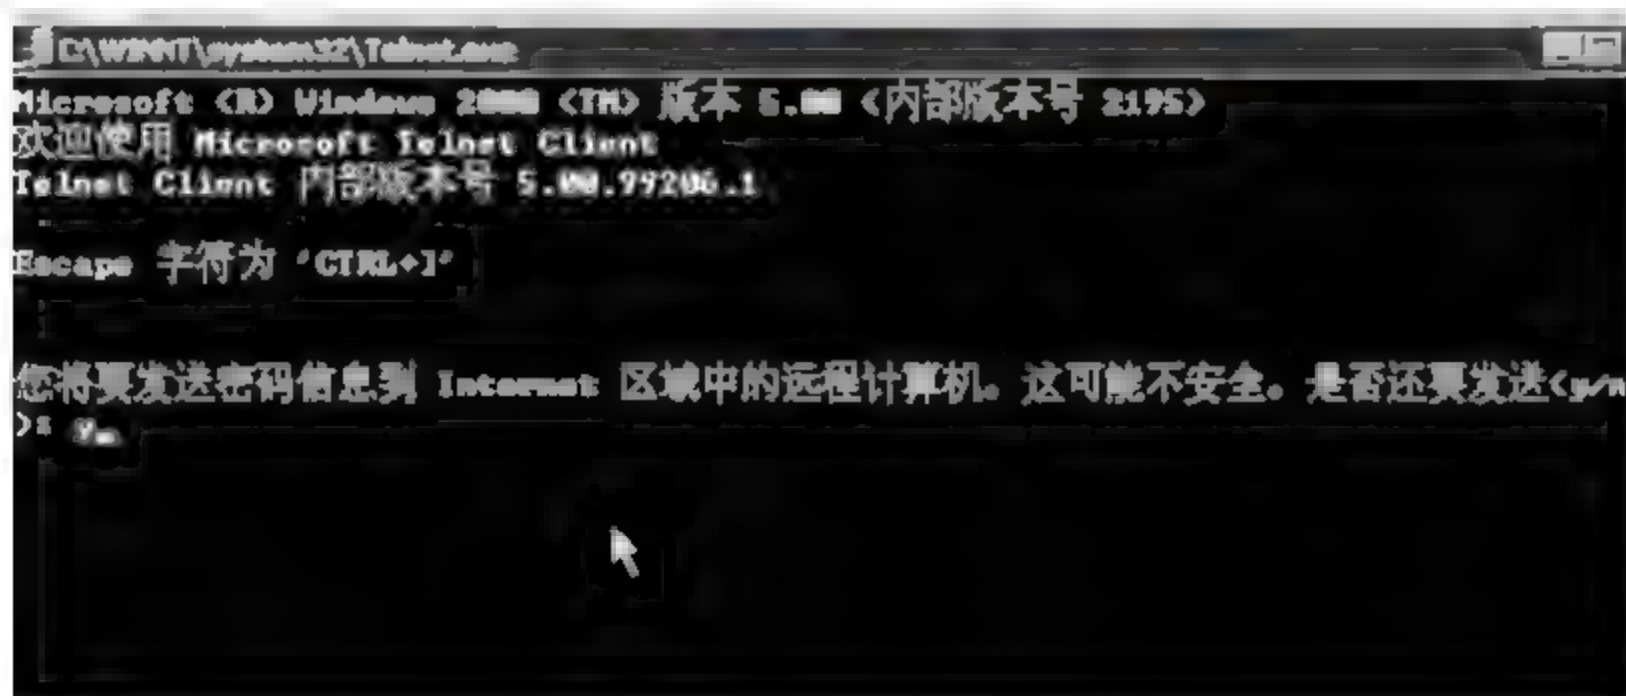 C:\WINNT\system32\Telnet.exe
Microsoft (R) Windows 2000 (TM) 版本 5.00 (内部版本号 2195)
欢迎使用 Microsoft Telnet Client
Telnet Client 内部版本号 5.00.99206.1
Escape 字符为 'CTRL+]'
您将要发送密码信息到 Internet 区域中的远程计算机。这可能不安全。是否还要发送(y/n
): y_